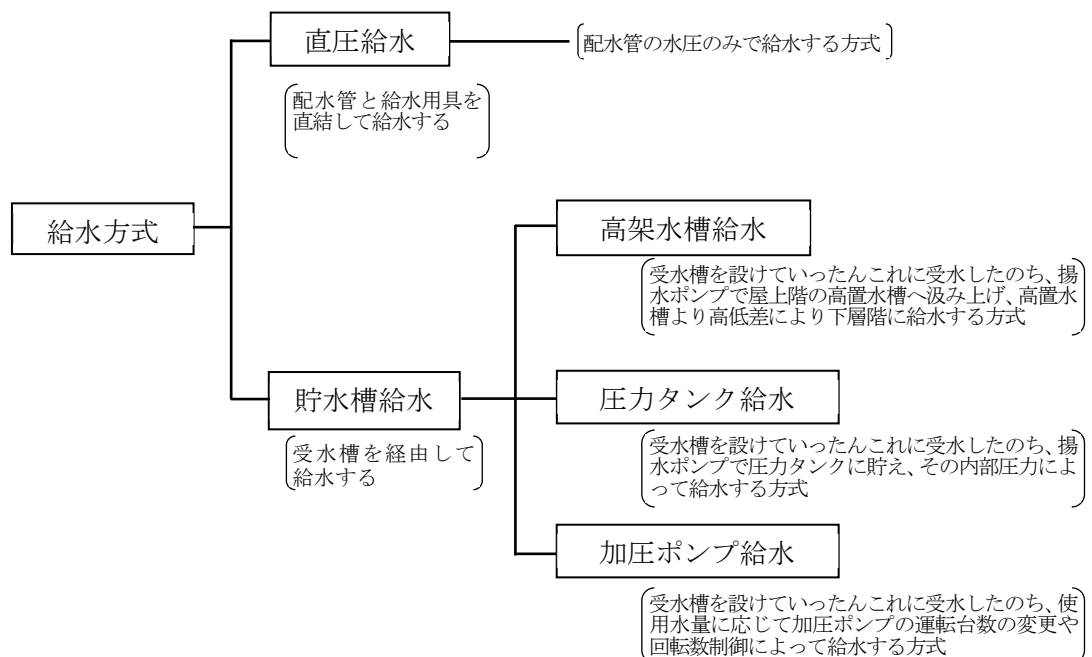 直圧給水
配水管の水圧のみで給水する方式
配水管と給水用具を
直結して給水する
給水方式
高架水槽給水
受水槽を設けていったんこれに受水したのち、揚
水ポンプで屋上階の高置水槽へ汲み上げ、高置水
槽より高低差により下層階に給水する方式
貯水槽給水
受水槽を経由して
給水する
圧力タンク給水
受水槽を設けていったんこれに受水したのち、揚
水ポンプで圧力タンクに貯え、その内部圧力によ
って給水する方式
加圧ポンプ給水
受水槽を設けていったんこれに受水したのち、使
用水量に応じて加圧ポンプの運転台数の変更や
回転数制御によって給水する方式